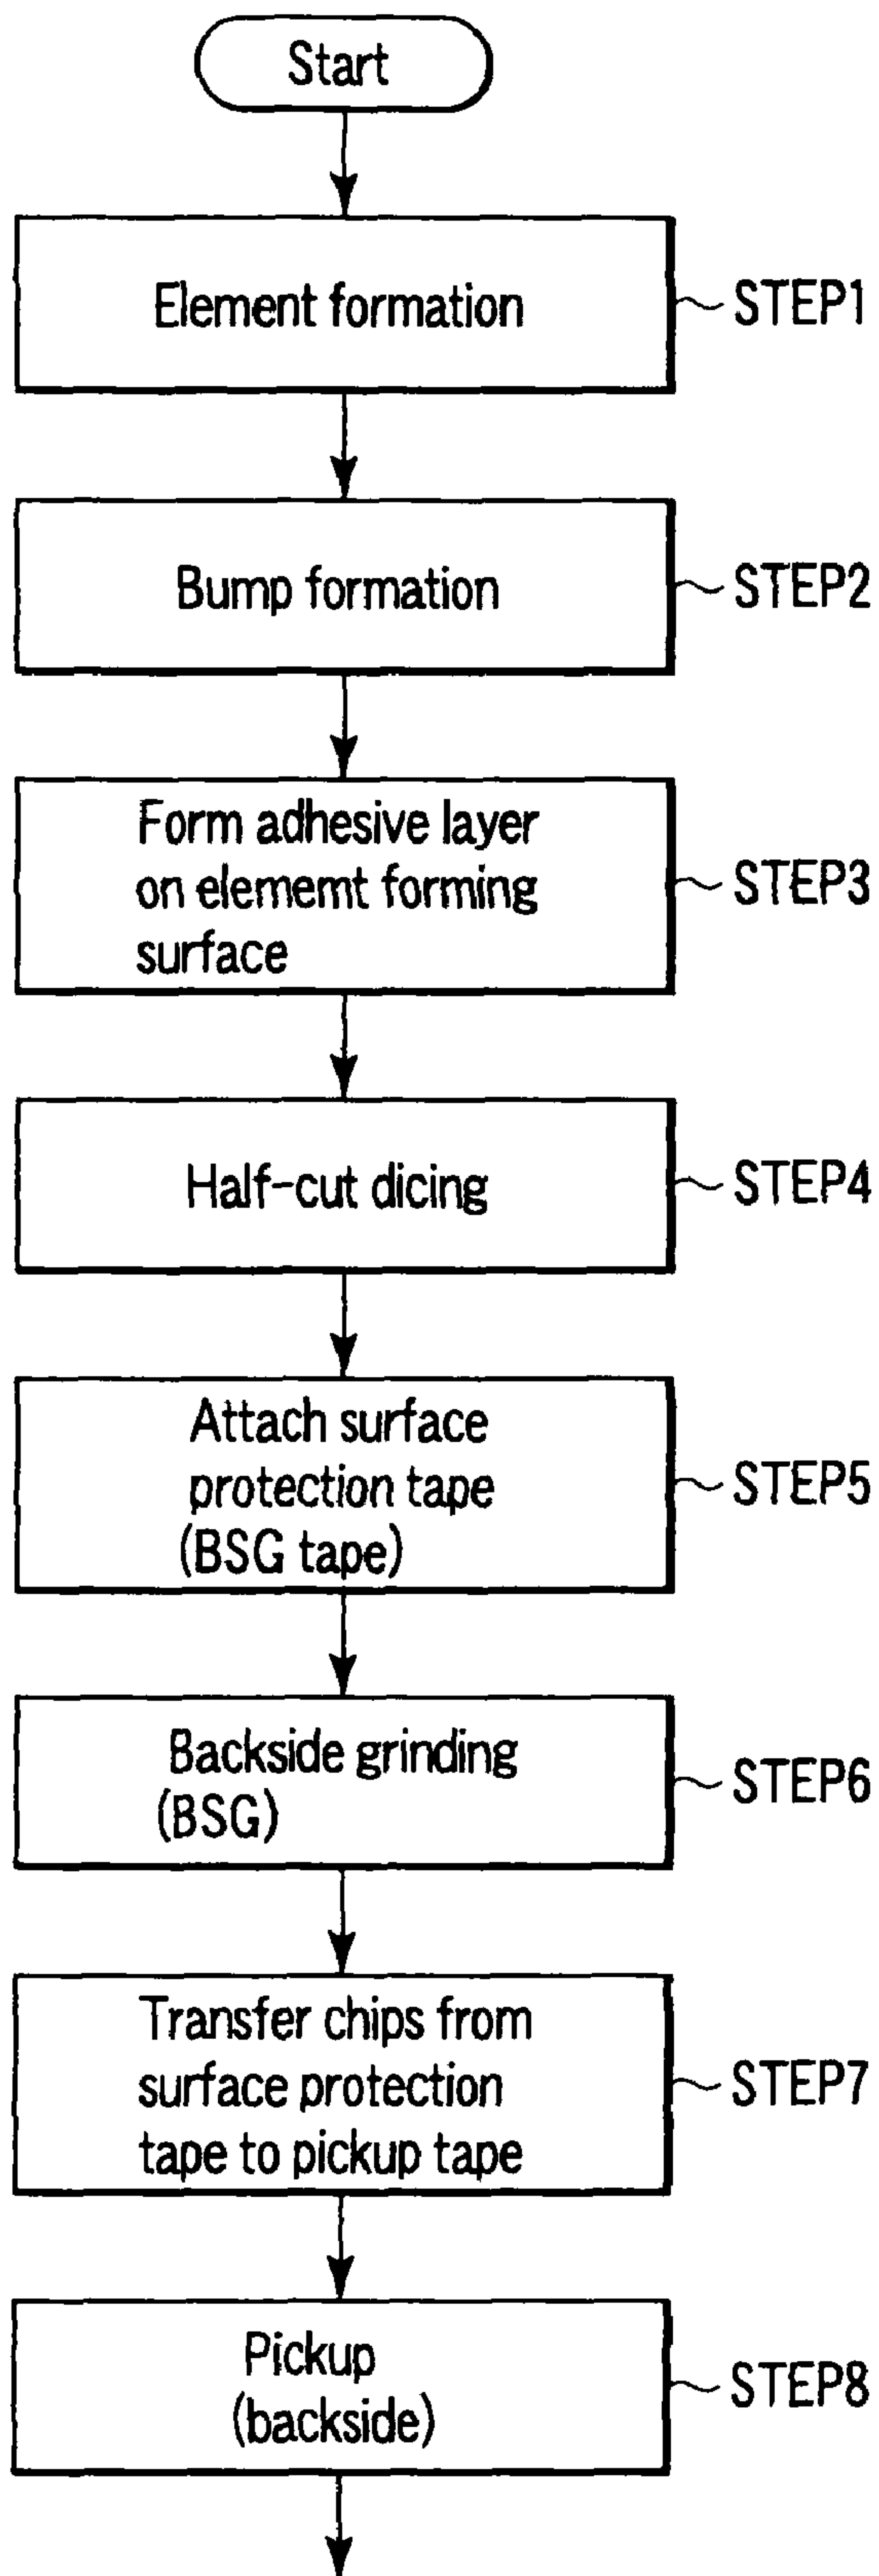 Start
Element formation
STEP1
Bump formation
STEP2
Form adhesive layer
on elememt forming
surface
STEP3
Half-cut dicing
STEP4
Attach surface
protection tape
(BSG tape)
STEP5
Backside grinding
(BSG)
STEP6
Transfer chips from
surface protection
tape to pickup tape
STEP7
Pickup
(backside)
STEP8